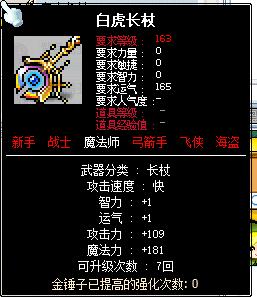 白虎长杖
要求等级 : 163
要求力量 : 0
要求敏捷 : 0
要求智力 : 0
要求运气 : 165
要求人气度 : -
道具等级 : -
道具经验值 : -
新手 战士 魔法师 弓箭手 飞侠 海盗
武器分类 : 长杖
攻击速度 : 快
智力 : +1
运气 : +1
攻击力 : +109
魔法力 : +181
可升级次数 : 7回
金锤子已提高的强化次数: 0